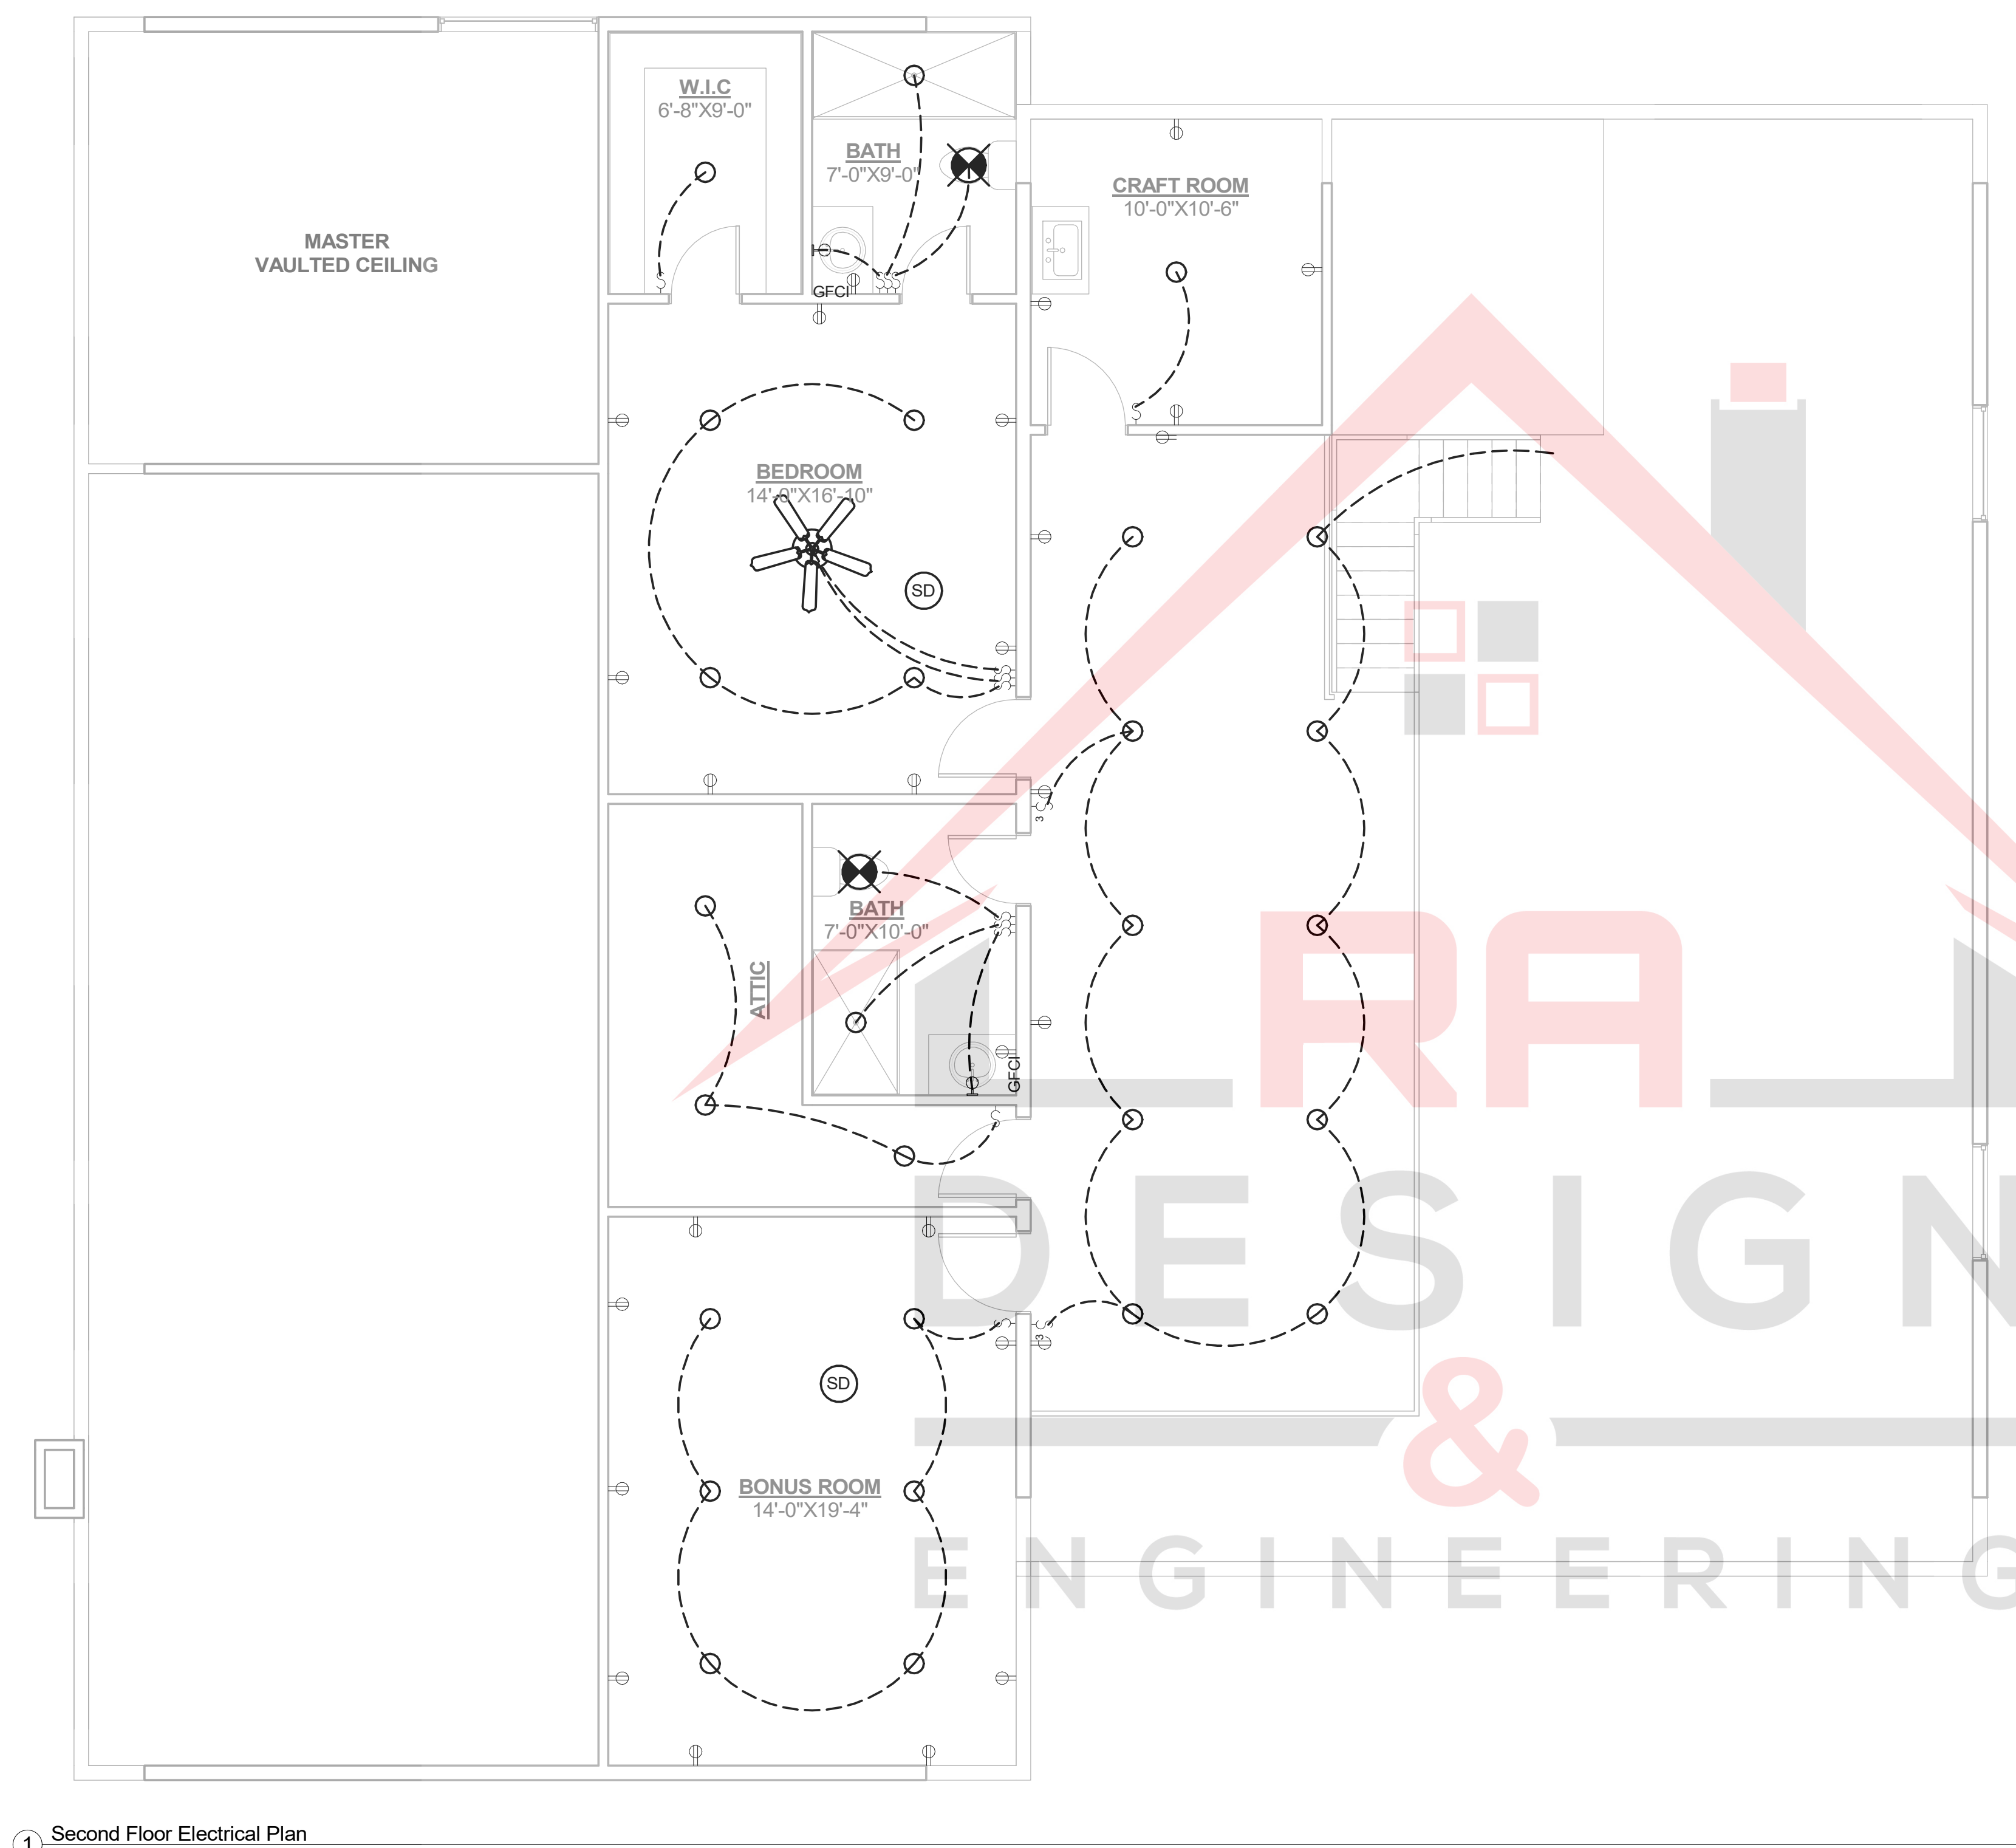 W.I.C
6'-8"X9'-0"
BATH
7'-0"X9'-0"
GFCI
CRAFT ROOM
10'-0"X10'-6"
MASTER
VAULTED CEILING
BEDROOM
14'-0"X16'-10"
SD
3
BATH
7'-0"X10'-0"
ATTIC
GFCI
3
SD
BONUS ROOM
14'-0"X19'-4"
RA
DESIGN
&
ENGINEERING
1
Second Floor Electrical Plan